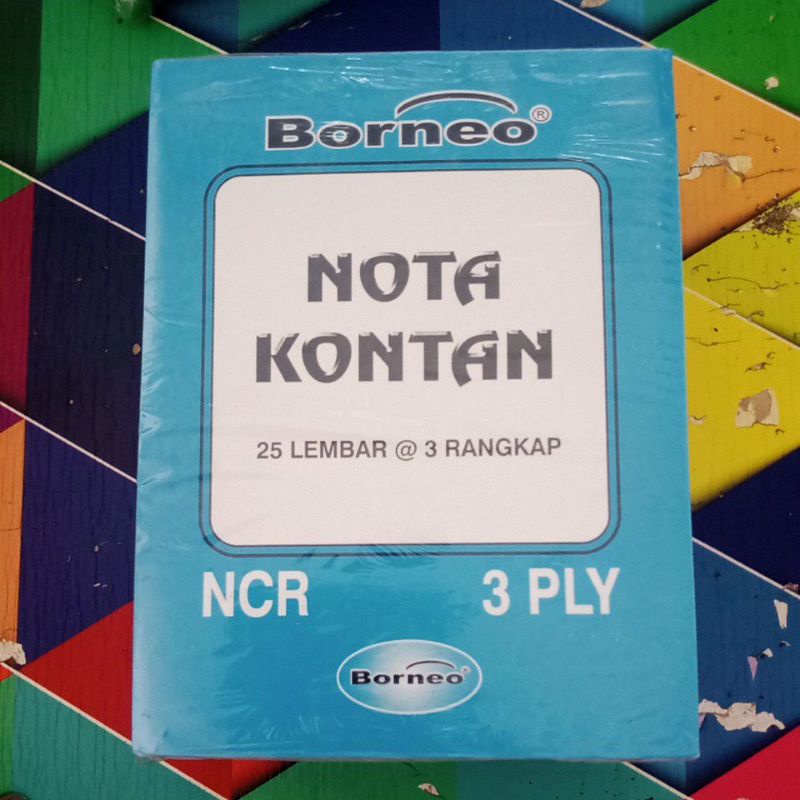 Borneo®
NOTA
KONTAN
25 LEMBAR @ 3 RANGKAP
NCR 3 PLY
Borneo®